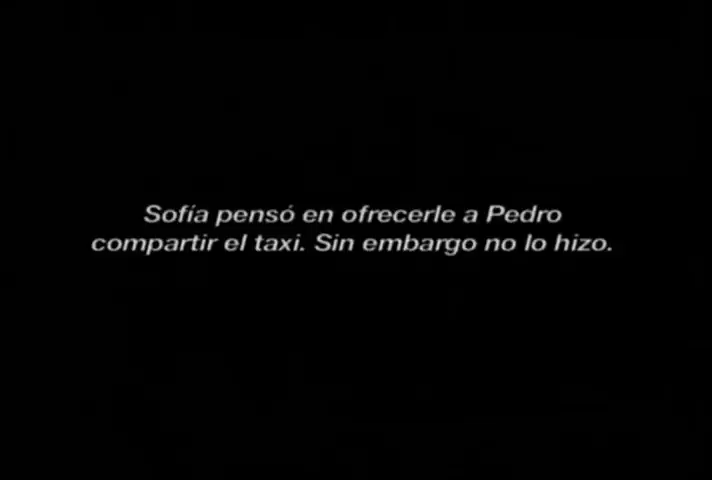 Sofía pensó en ofrecerle a Pedro
compartir el taxi. Sin embargo no lo hizo.